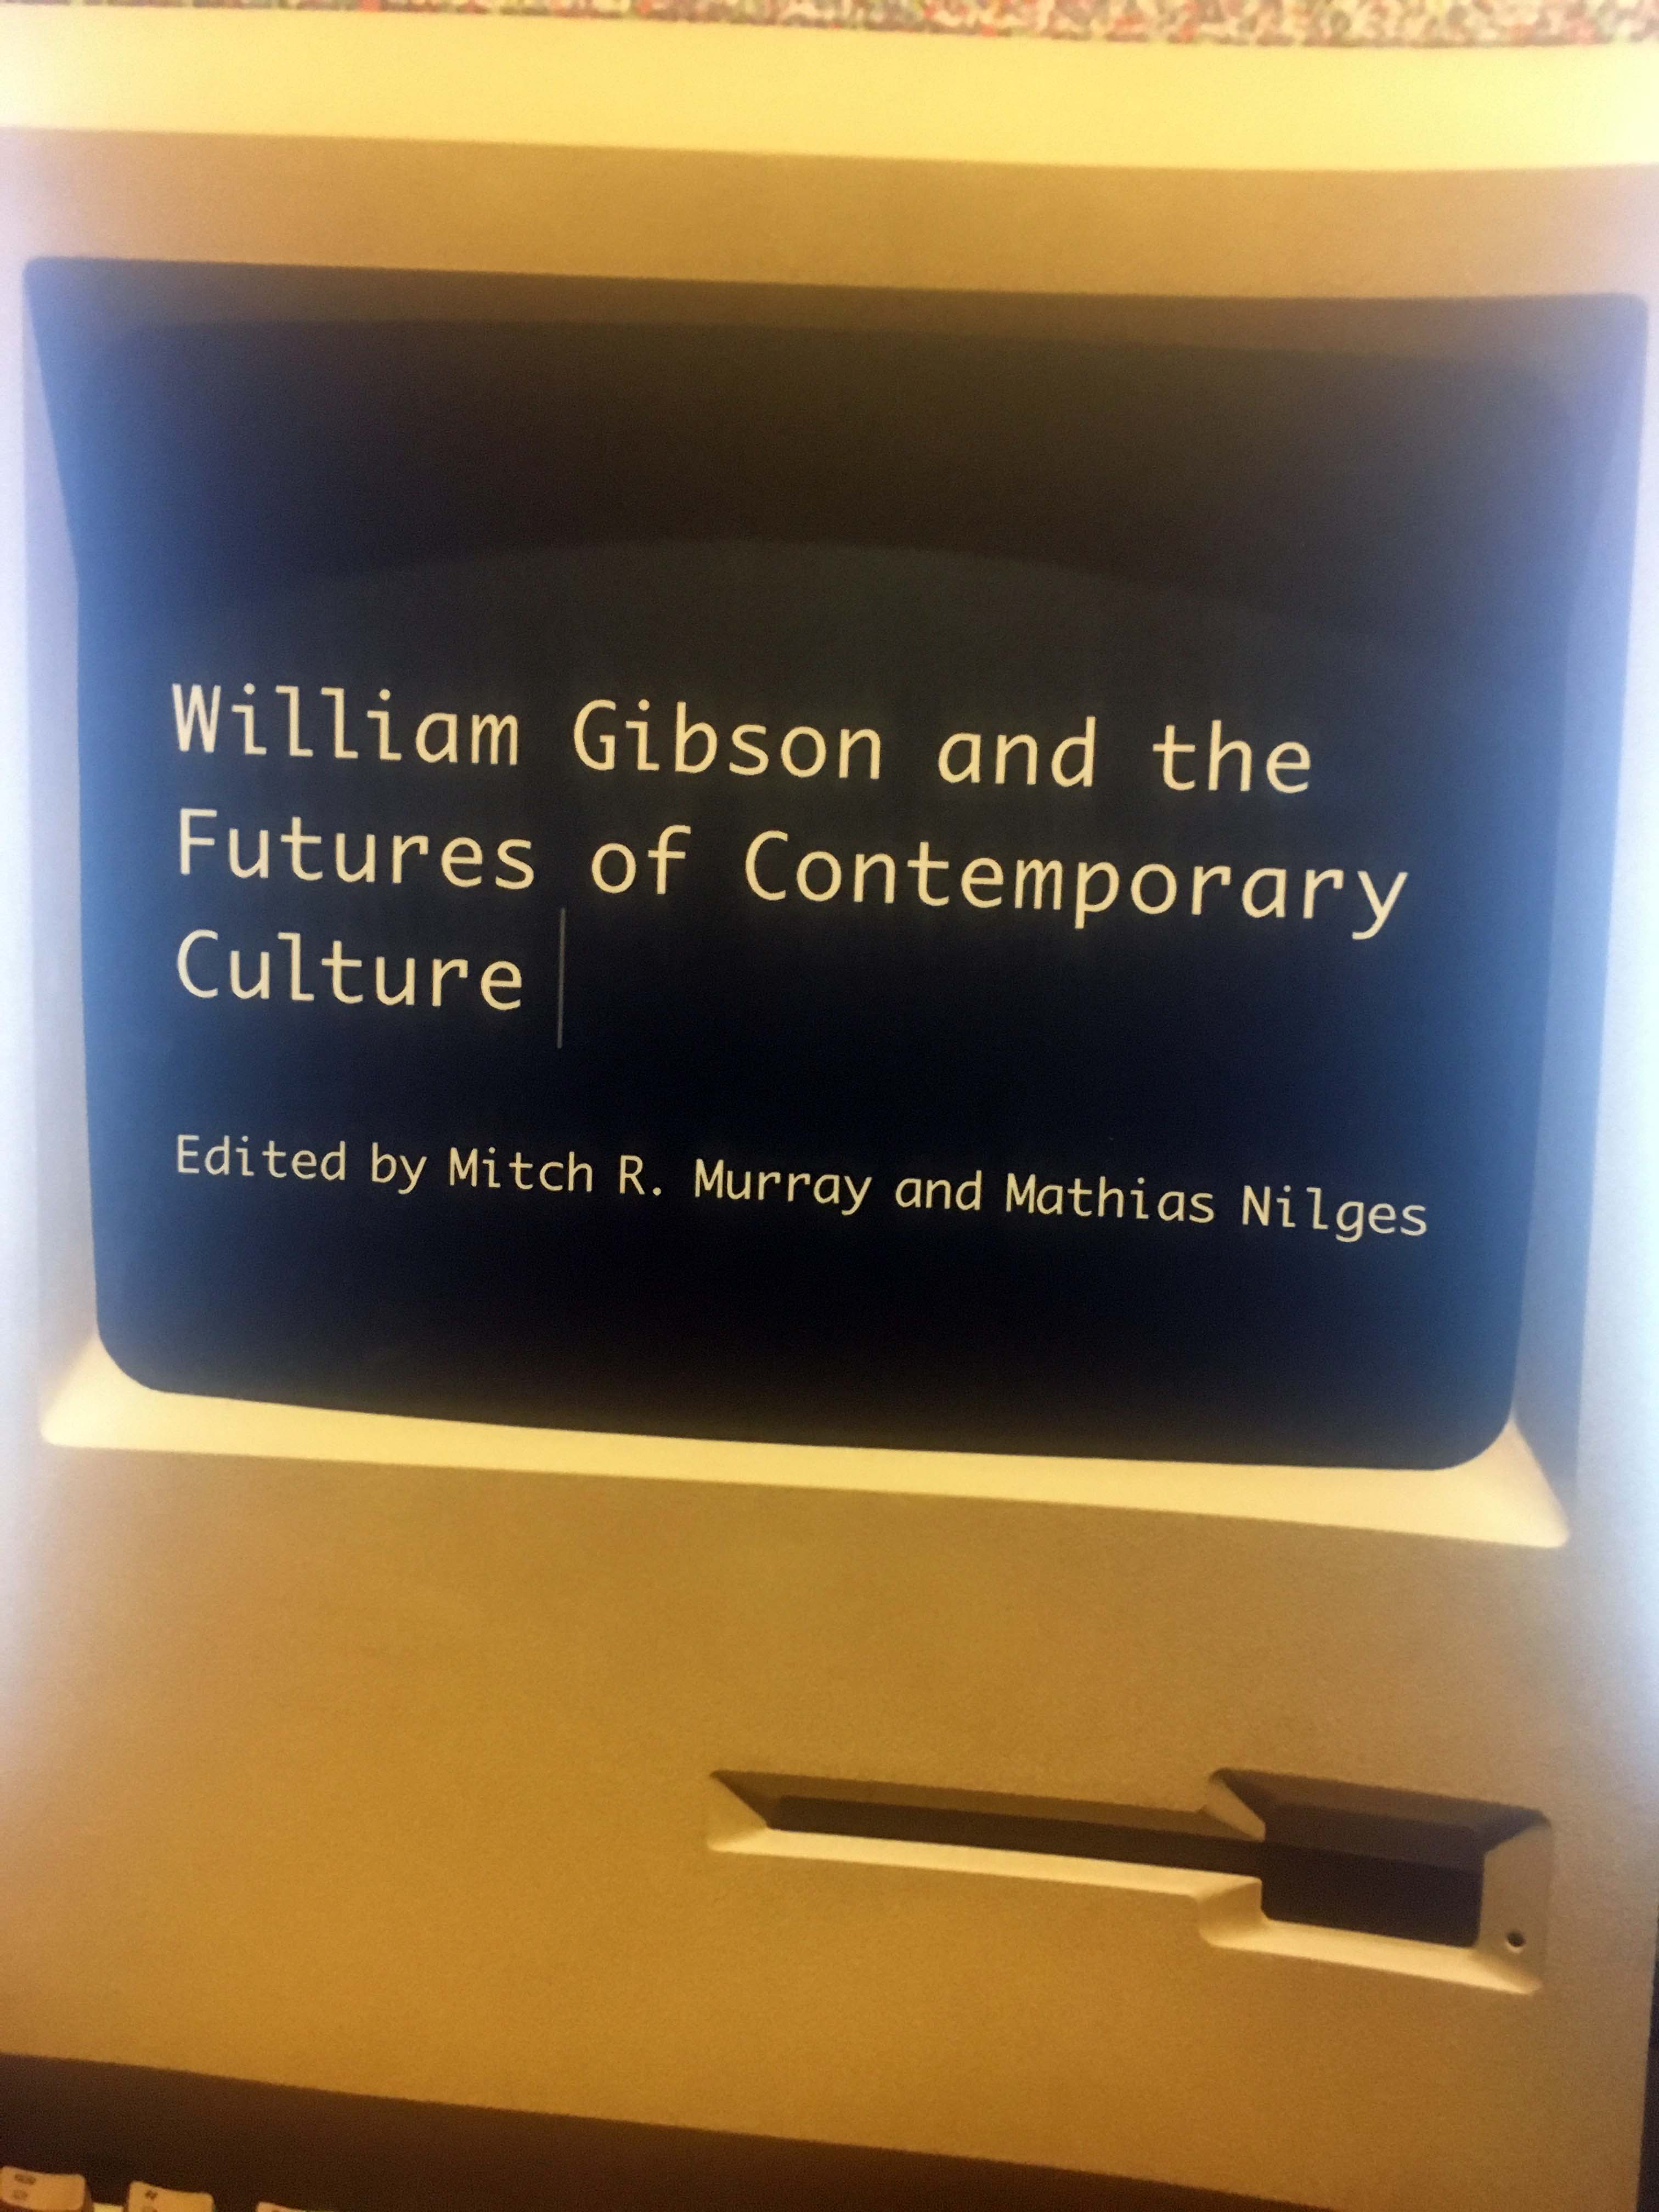 William Gibson and the
Futures of Contemporary
Culture
Edited by Mitch R. Murray and Mathias Nilges